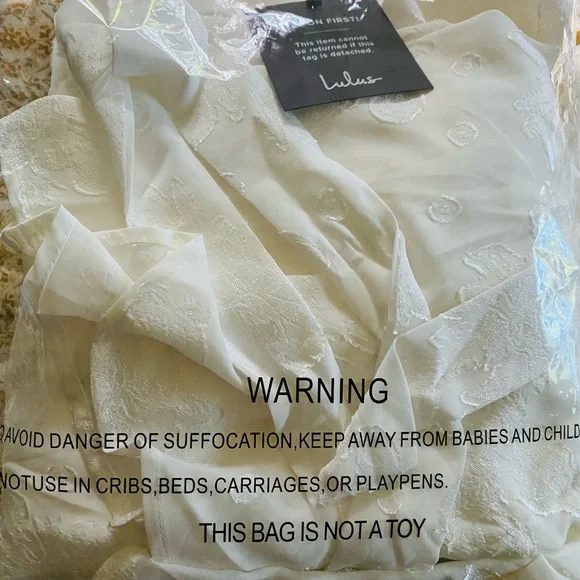 ON FIRST!
This item cannot
be returned if this
tag is detached.
Lulus
WARNING
O AVOID DANGER OF SUFFOCATION,KEEP AWAY FROM BABIES AND CHILD
NOTUSE IN CRIBS,BEDS,CARRIAGES,OR PLAYPENS.
THIS BAG IS NOT A TOY